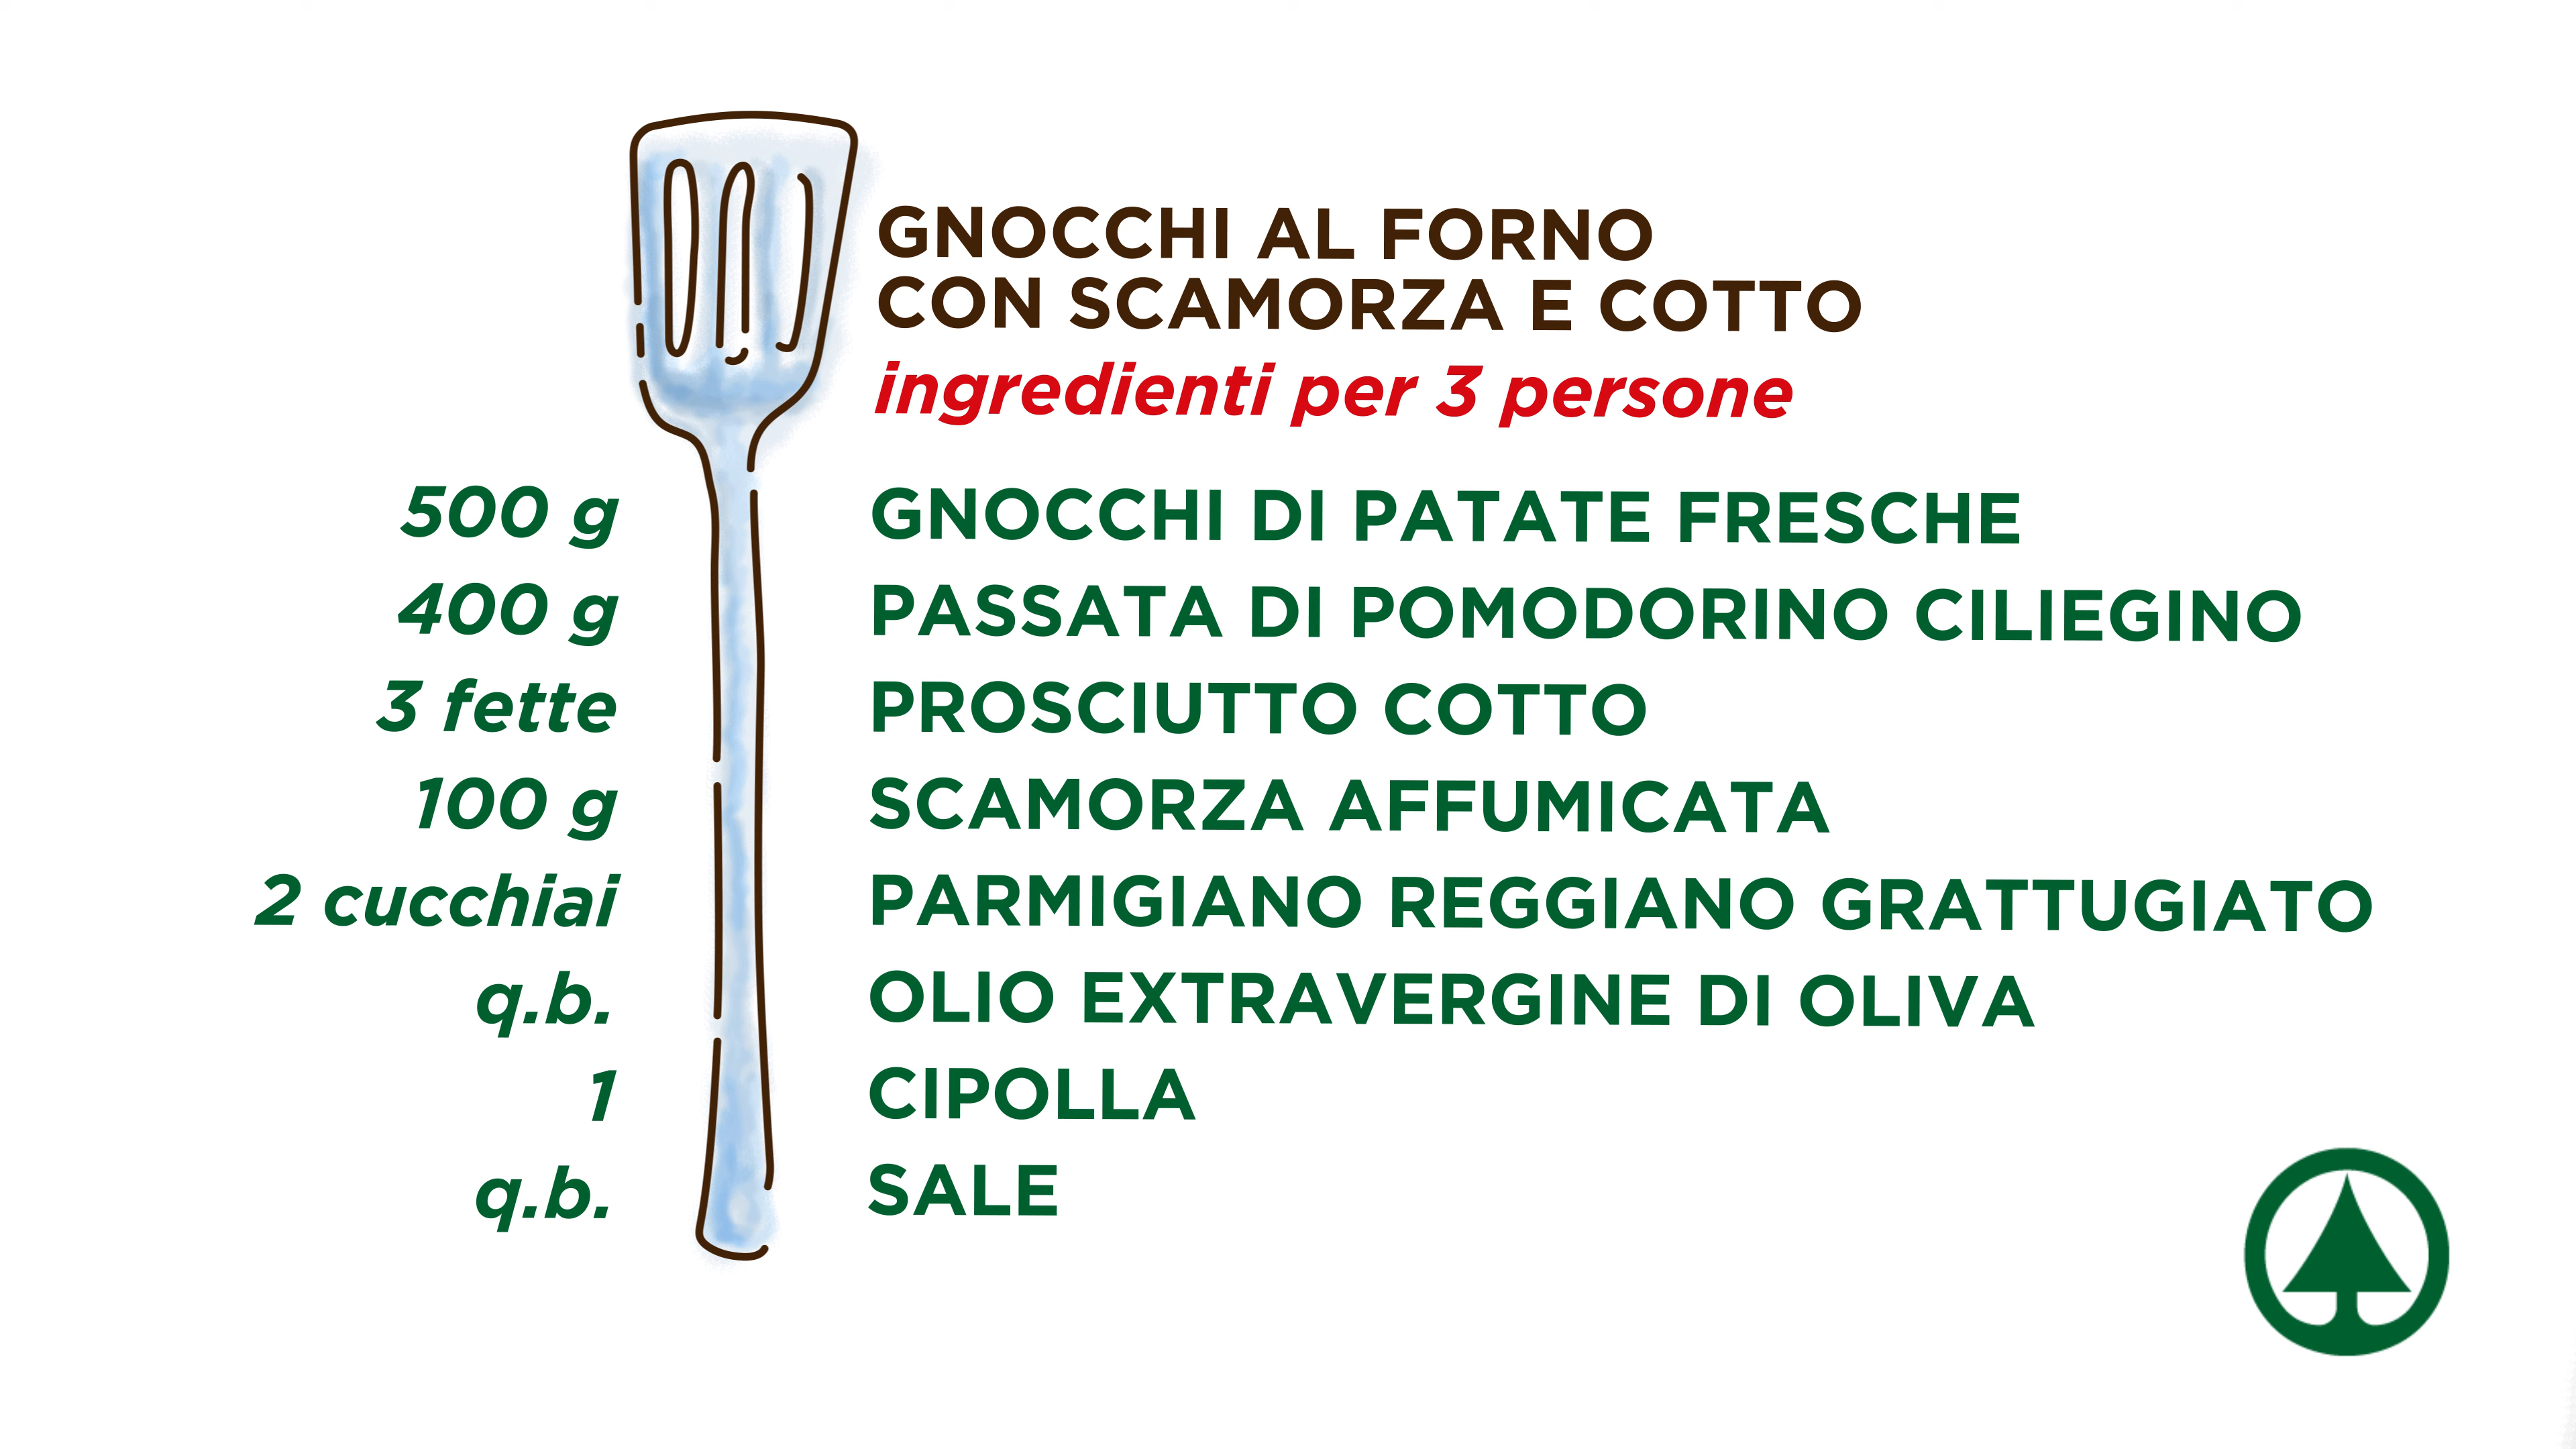 GNOCCHI AL FORNO
CON SCAMORZA E COTTO
ingredienti per 3 persone
500 g GNOCCHI DI PATATE FRESCHE
400 g PASSATA DI POMODORINO CILIEGINO
3 fette PROSCIUTTO COTTO
100 g SCAMORZA AFFUMICATA
2 cucchiai PARMIGIANO REGGIANO GRATTUGIATO
q.b. OLIO EXTRAVERGINE DI OLIVA
1 CIPOLLA
q.b. SALE